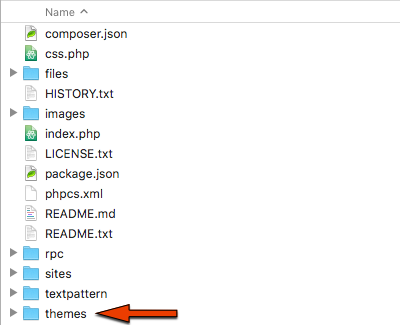 Name
composer.json
css.php
files
HISTORY.txt
images
index.php
LICENSE.txt
package.json
phpcs.xml
README.md
README.txt
rpc
sites
textpattern
themes